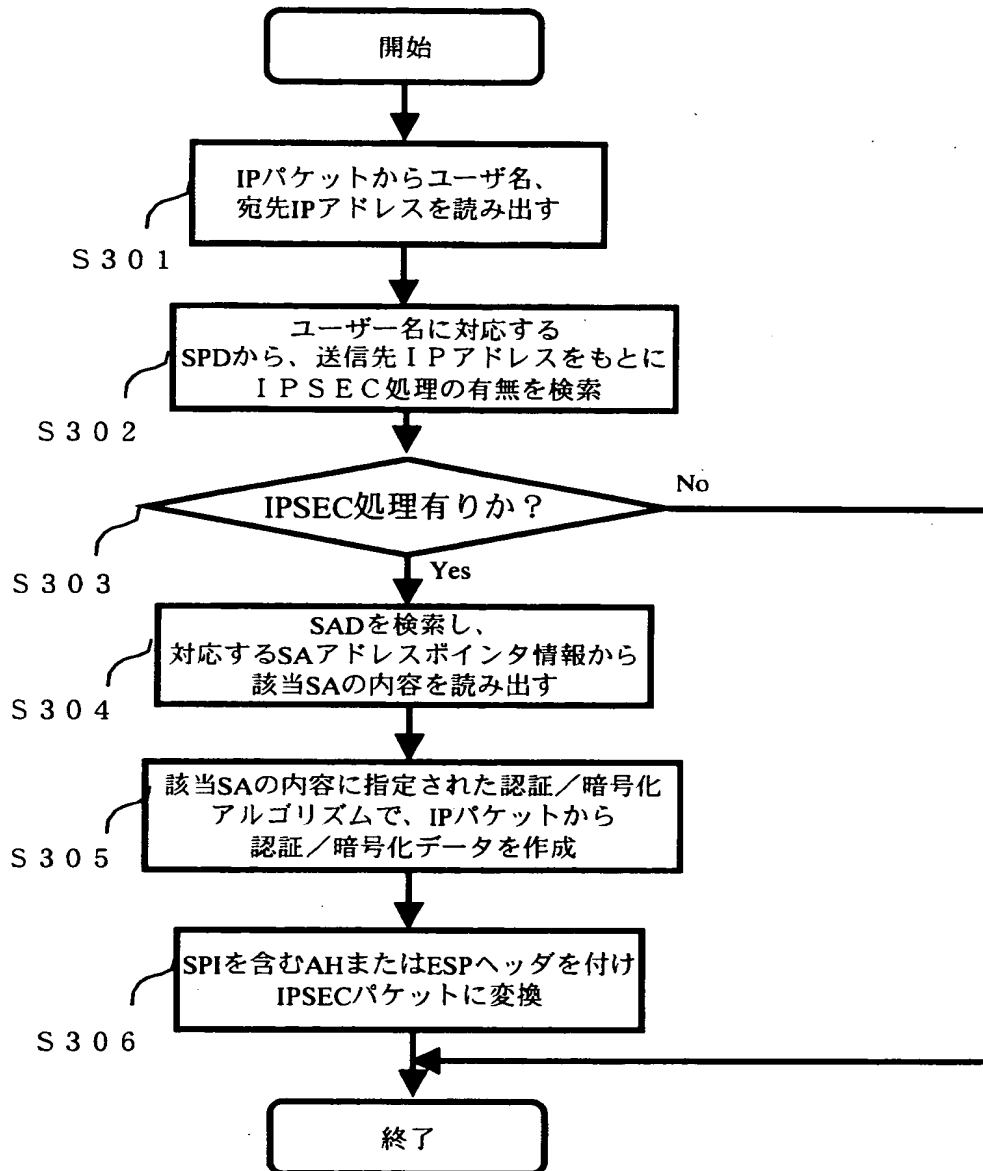 開始
IPパケットからユーザ名、
宛先IPアドレスを読み出す
S301
ユーザー名に対応する
SPDから、送信先ＩＰアドレスをもとに
ＩＰＳＥＣ処理の有無を検索
S302
IPSEC処理有りか？
No
S303
Yes
SADを検索し、
対応するSAアドレスポインタ情報から
該当SAの内容を読み出す
S304
該当SAの内容に指定された認証／暗号化
アルゴリズムで、IPパケットから
認証／暗号化データを作成
S305
SPIを含むAHまたはESPヘッダを付け
IPSECパケットに変換
S306
終了